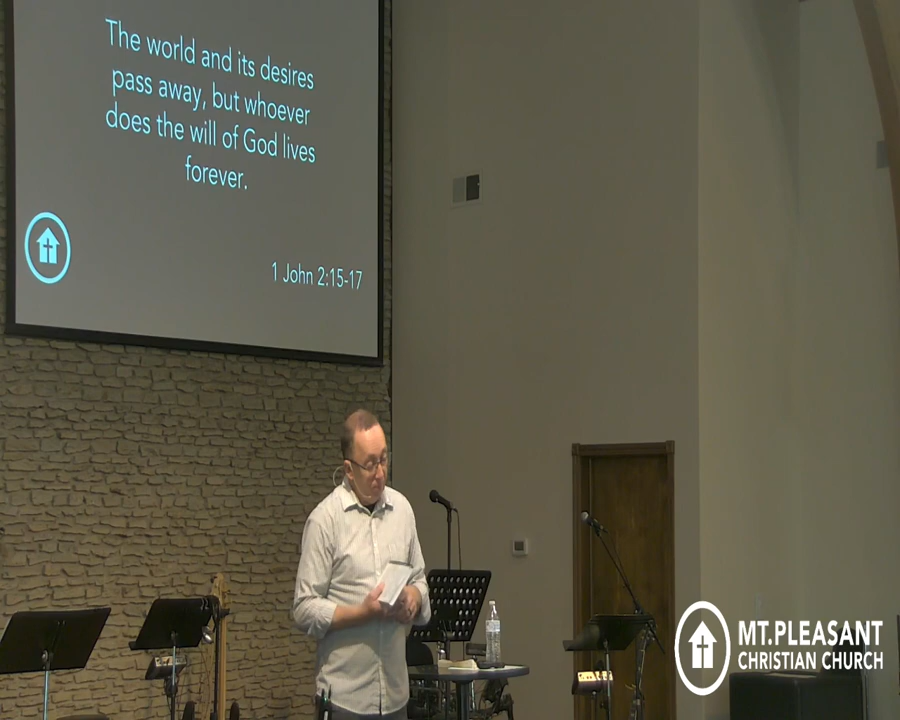 The world and its desires
pass away, but whoever
does the will of God lives
forever.
1 John 2:15-17
MT.PLEASANT
CHRISTIAN CHURCH